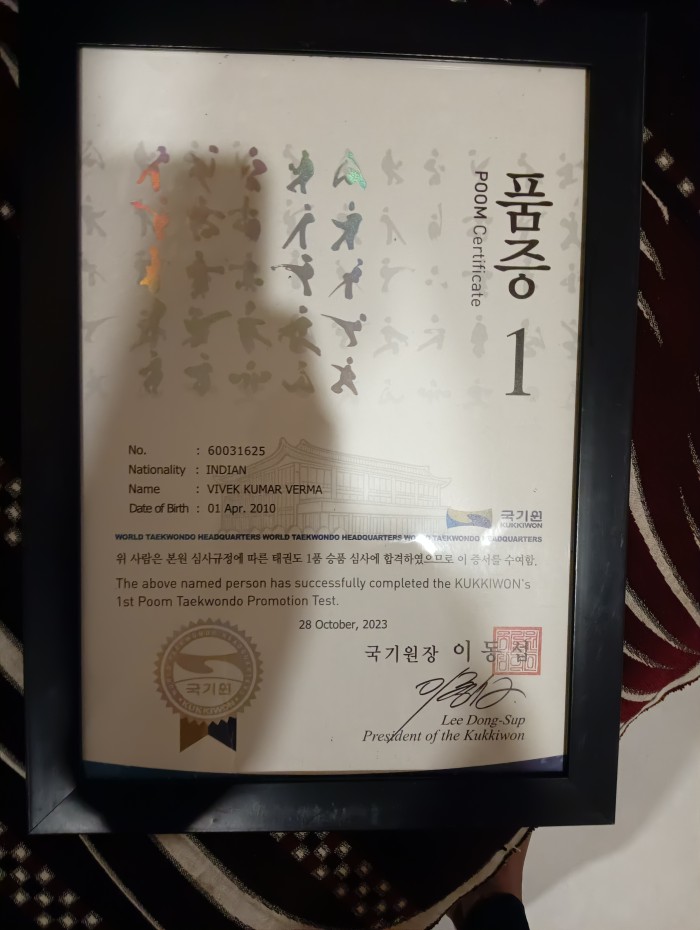 품증 1
POOM Certificate
No. : 60031625
Nationality : INDIAN
Name : VIVEK KUMAR VERMA
Date of Birth : 01 Apr. 2010
국기원
KUKKIWON
WORLD TAEKWONDO HEADQUARTERS WORLD TAEKWONDO HEADQUARTERS WORLD TAEKWONDO HEADQUARTERS
위 사람은 본원 심사규정에 따른 태권도 1품 승품 심사에 합격하였으므로 이 증서를 수여함.
The above named person has successfully completed the KUKKIWON's
1st Poom Taekwondo Promotion Test.
28 October, 2023
국기원장 이동섭
Lee Dong-Sup
President of the Kukkiwon
국기원
KUKKIWON